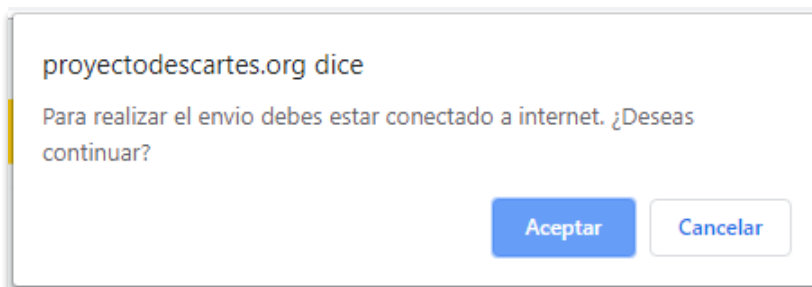 proyectodescartes.org dice
Para realizar el envio debes estar conectado a internet. ¿Deseas
continuar?
Aceptar
Cancelar